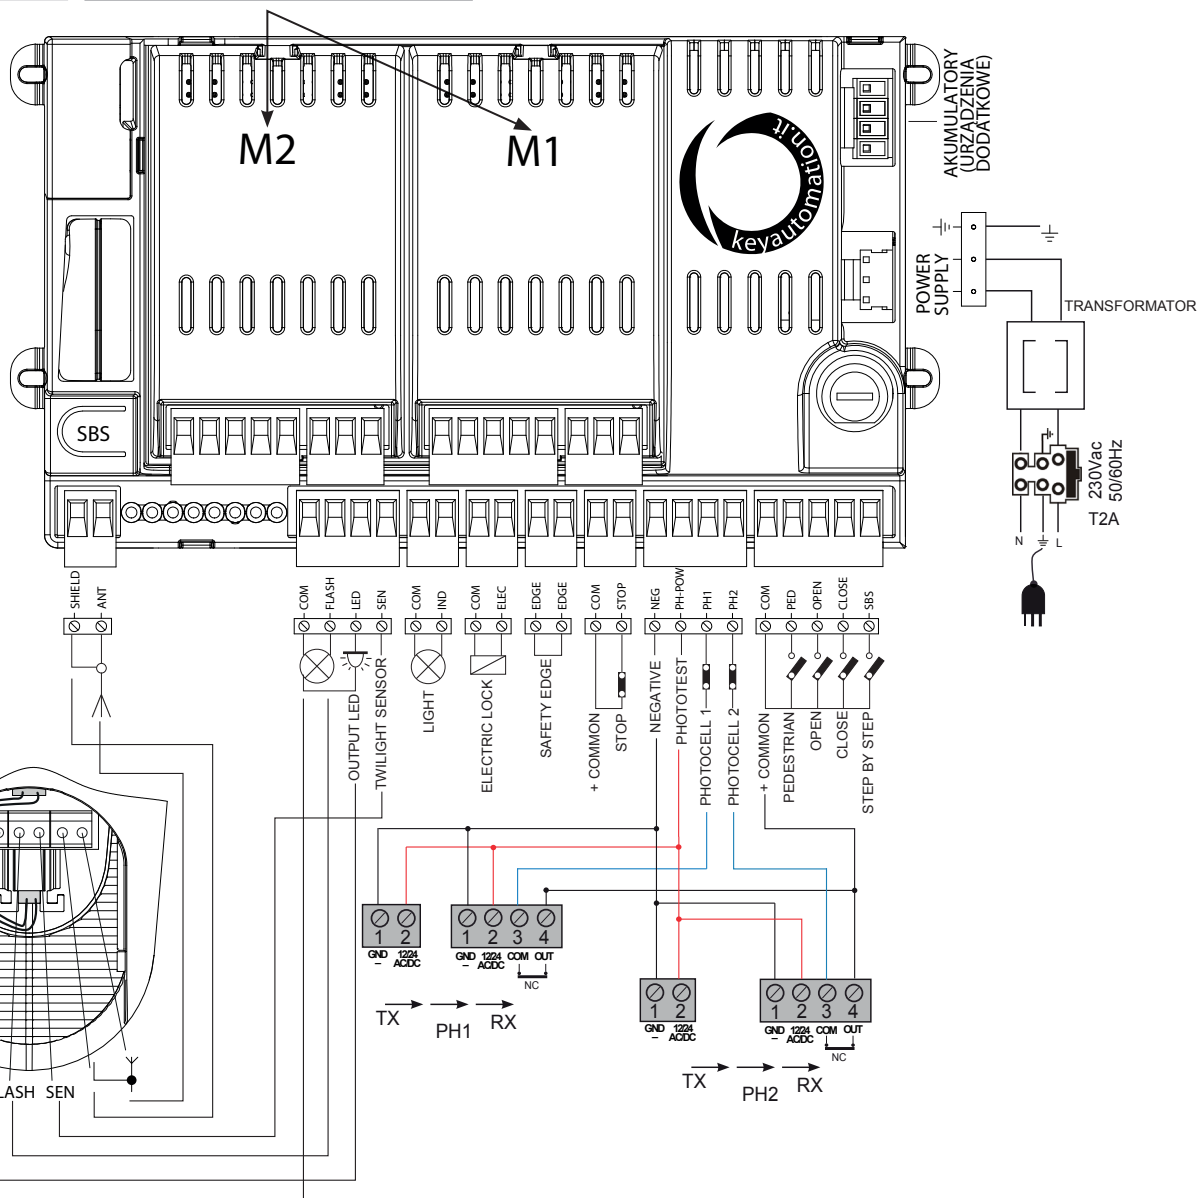 M2
M1
keyautomation.it
AKUMULATORY
(URZĄDZENIA
DODATKOWE)
POWER
SUPPLY
TRANSFORMATOR
230Vac
50/60Hz
T2A
N
L
SBS
SHIELD
ANT
COM
FLASH
LED
SEN
COM
IND
COM
ELEC
EDGE
EDGE
COM
STOP
NEG
PH-POW
PH1
PH2
COM
PED
OPEN
CLOSE
SBS
OUTPUT LED
TWILIGHT SENSOR
LIGHT
ELECTRIC LOCK
SAFETY EDGE
+ COMMON
STOP
NEGATIVE
PHOTOTEST
PHOTOCELL 1
PHOTOCELL 2
+ COMMON
PEDESTRIAN
OPEN
CLOSE
STEP BY STEP
1 2
GND 12/24
– AC/DC
1 2 3 4
GND 12/24 COM OUT
– AC/DC
NC
TX PH1 RX
1 2
GND 12/24
– AC/DC
1 2 3 4
GND 12/24 COM OUT
– AC/DC
NC
TX PH2 RX
LASH SEN